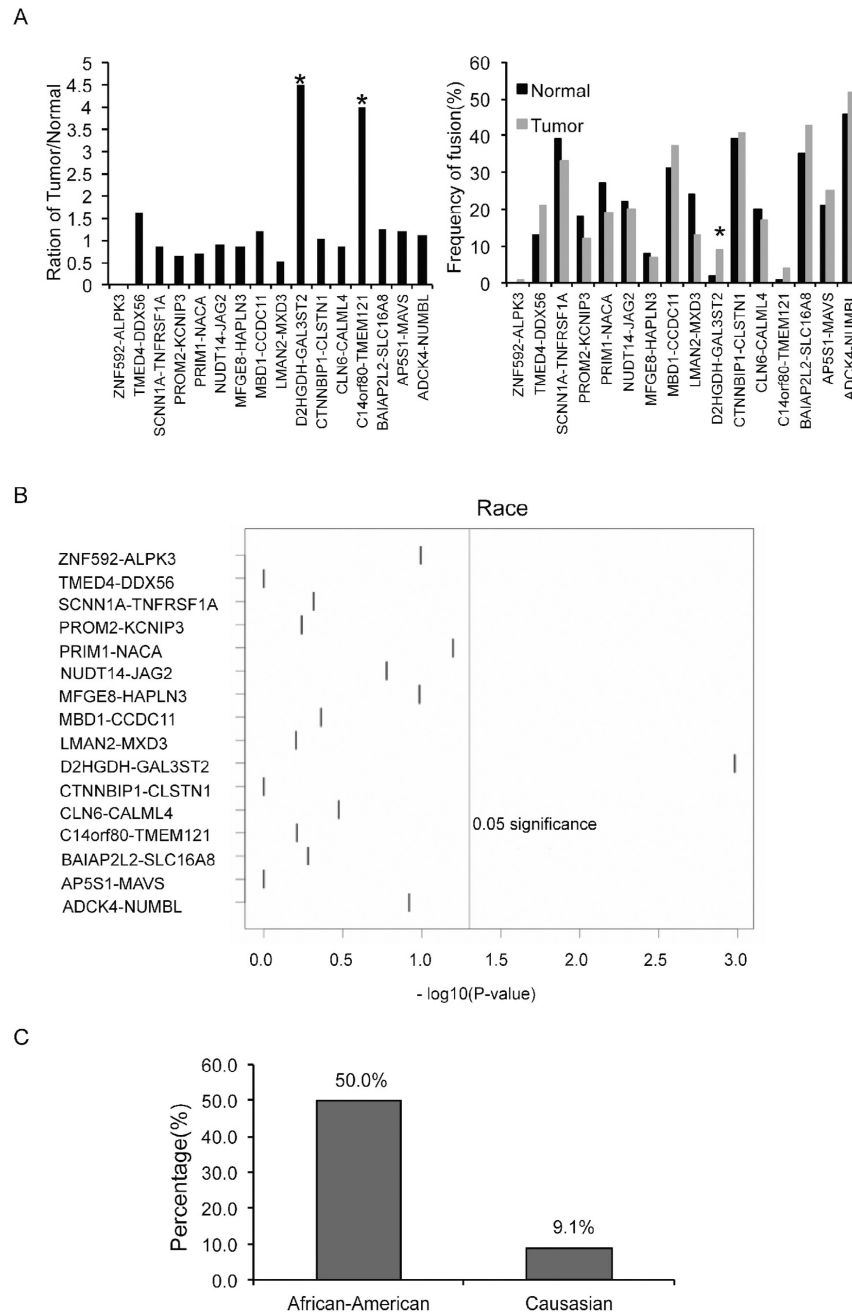 A
Ration of Tumor/Normal
5
4.5
4
3.5
3
2.5
2
1.5
1
0.5
0
*
*
ZNF592-ALPK3
TMED4-DDX56
SCNN1A-TNFRSF1A
PROM2-KCNIP3
PRIM1-NACA
NUDT14-JAG2
MFGE8-HAPLN3
MBD1-CCDC11
LMAN2-MXD3
D2HGDH-GAL3ST2
CTNNBIP1-CLSTN1
CLN6-CALML4
C14orf80-TMEM121
BAIAP2L2-SLC16A8
AP5S1-MAVS
ADCK4-NUMBL
Frequency of fusion(%)
60
50
40
30
20
10
0
Normal
Tumor
*
ZNF592-ALPK3
TMED4-DDX56
SCNN1A-TNFRSF1A
PROM2-KCNIP3
PRIM1-NACA
NUDT14-JAG2
MFGE8-HAPLN3
MBD1-CCDC11
LMAN2-MXD3
D2HGDH-GAL3ST2
CTNNBIP1-CLSTN1
CLN6-CALML4
C14orf80-TMEM121
BAIAP2L2-SLC16A8
AP5S1-MAVS
ADCK4-NUMBL
B
Race
ZNF592-ALPK3
TMED4-DDX56
SCNN1A-TNFRSF1A
PROM2-KCNIP3
PRIM1-NACA
NUDT14-JAG2
MFGE8-HAPLN3
MBD1-CCDC11
LMAN2-MXD3
D2HGDH-GAL3ST2
CTNNBIP1-CLSTN1
CLN6-CALML4
C14orf80-TMEM121
BAIAP2L2-SLC16A8
AP5S1-MAVS
ADCK4-NUMBL
0.05 significance
0.0 0.5 1.0 1.5 2.0 2.5 3.0
- log10(P-value)
C
Percentage(%)
60.0
50.0
40.0
30.0
20.0
10.0
0.0
50.0%
9.1%
African-American
Causasian